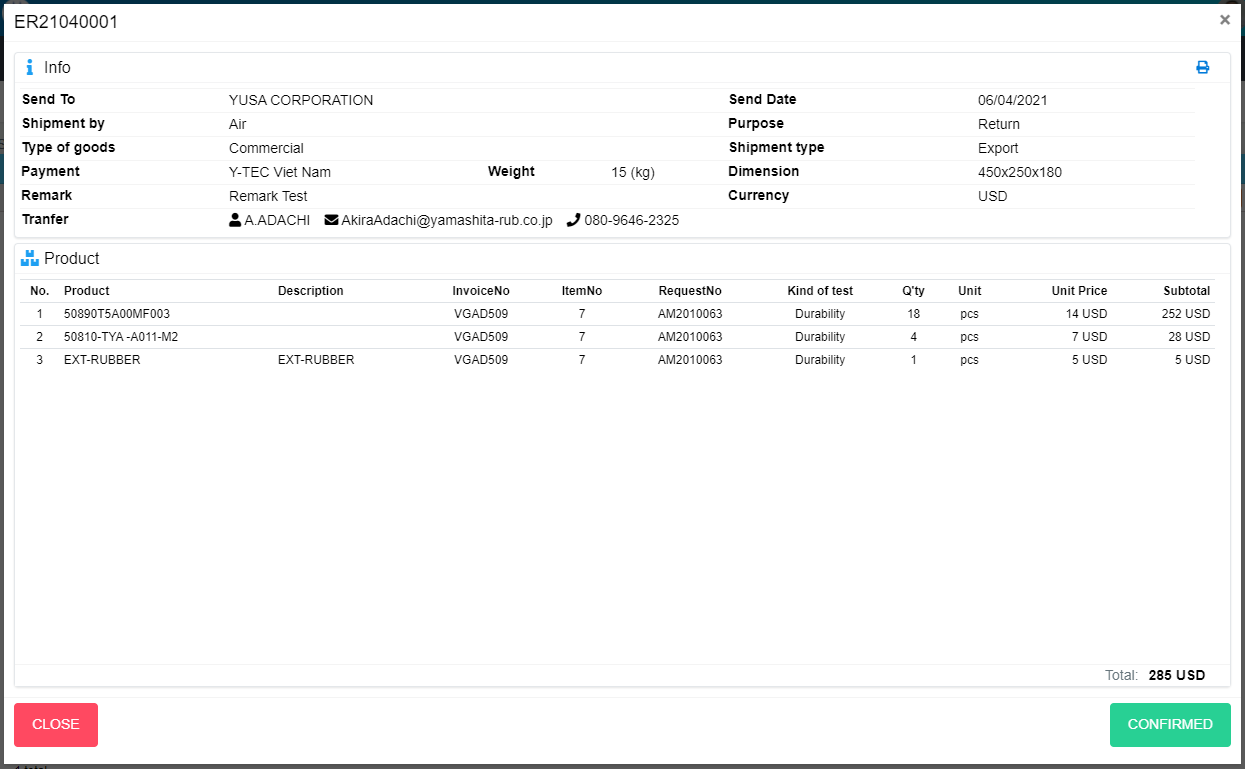 ER21040001 ×
Info
Send To YUSA CORPORATION Send Date 06/04/2021
Shipment by Air Purpose Return
Type of goods Commercial Shipment type Export
Payment Y-TEC Viet Nam Weight 15 (kg) Dimension 450x250x180
Remark Remark Test Currency USD
Tranfer A.ADACHI AkiraAdachi@yamashita-rub.co.jp 080-9646-2325
Product
No. Product Description InvoiceNo ItemNo RequestNo Kind of test Q'ty Unit Unit Price Subtotal
1 50890T5A00MF003 VGAD509 7 AM2010063 Durability 18 pcs 14 USD 252 USD
2 50810-TYA -A011-M2 VGAD509 7 AM2010063 Durability 4 pcs 7 USD 28 USD
3 EXT-RUBBER EXT-RUBBER VGAD509 7 AM2010063 Durability 1 pcs 5 USD 5 USD
Total: 285 USD
CLOSE CONFIRMED